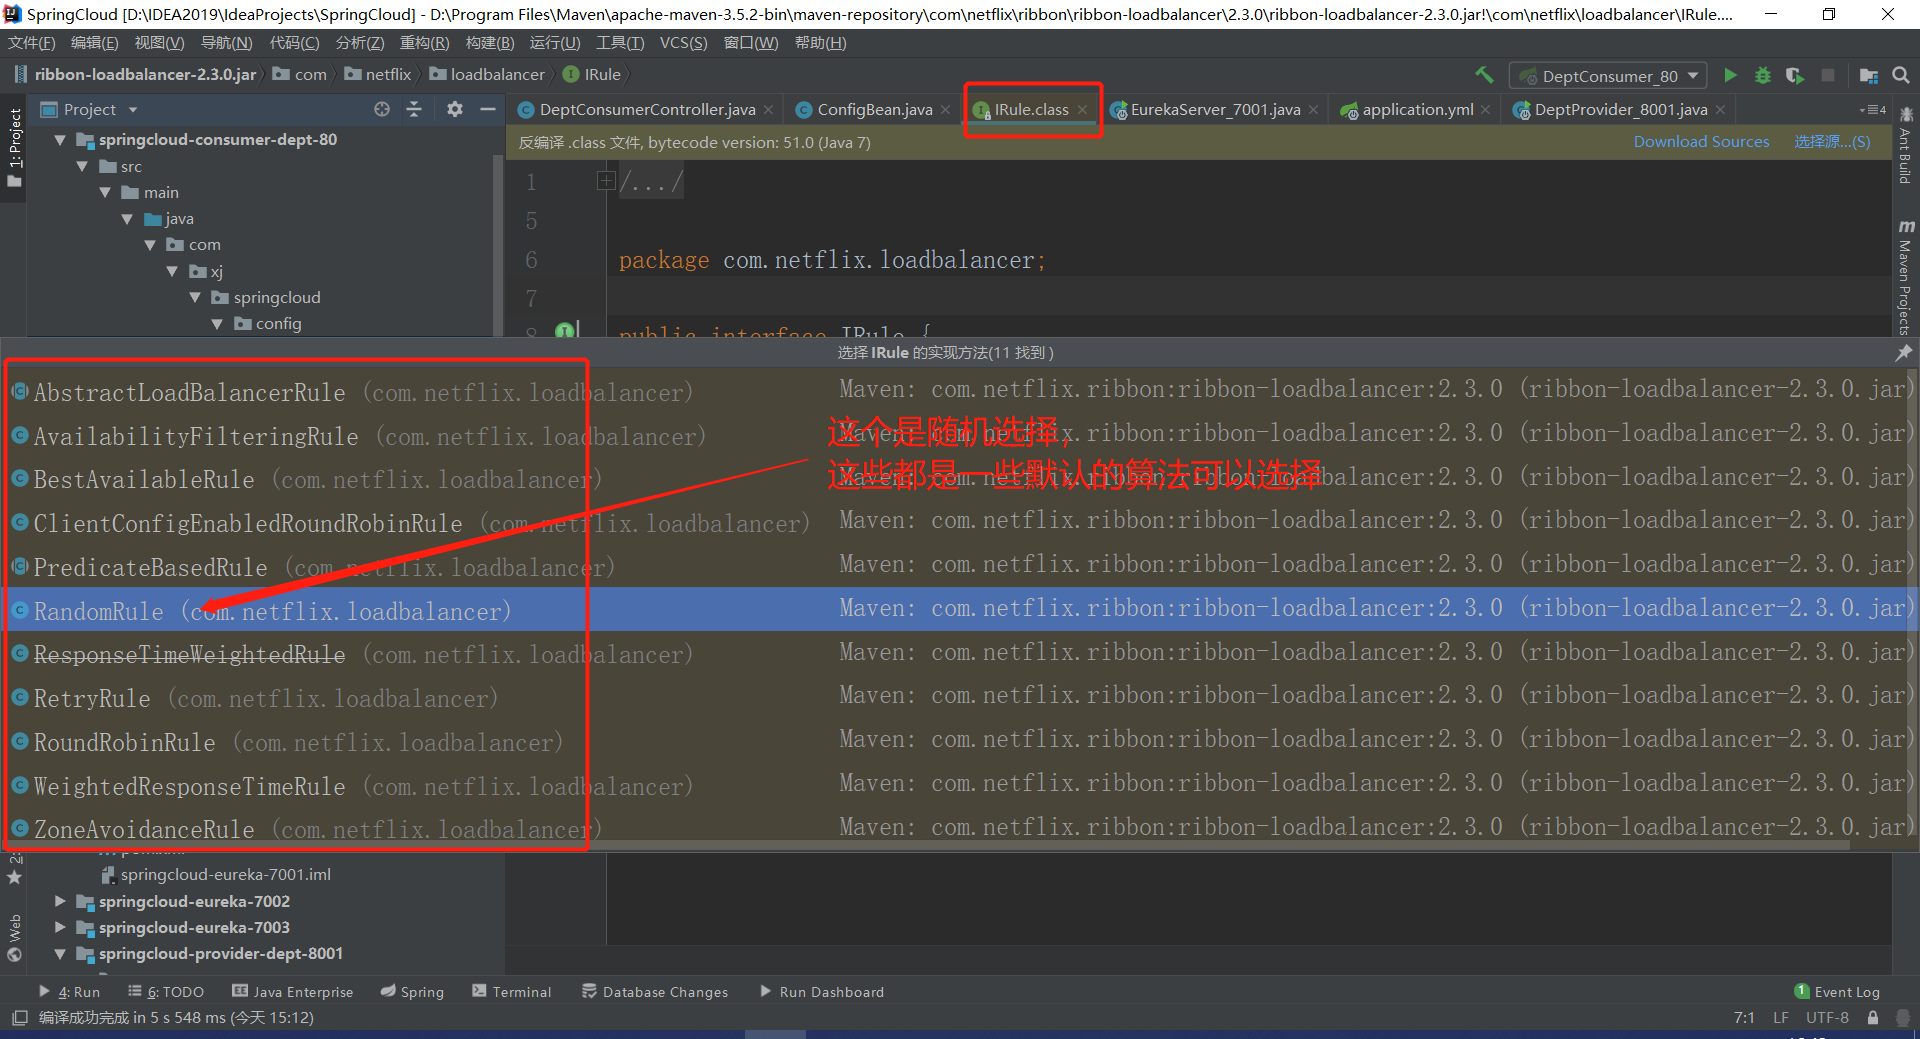 SpringCloud [D:\IDEA2019\IdeaProjects\SpringCloud] - D:\Program Files\Maven\apache-maven-3.5.2-bin\maven-repository\com\netflix\ribbon\ribbon-loadbalancer\2.3.0\ribbon-loadbalancer-2.3.0.jar!\com\netflix\loadbalancer\IRule....
文件(F) 编辑(E) 视图(V) 导航(N) 代码(C) 分析(Z) 重构(R) 构建(B) 运行(U) 工具(T) VCS(S) 窗口(W) 帮助(H)
ribbon-loadbalancer-2.3.0.jar com netflix loadbalancer IRule
DeptConsumer_80
Project
DeptConsumerController.java ConfigBean.java IRule.class EurekaServer_7001.java application.yml DeptProvider_8001.java
4
1: Project
Ant Build
Maven Projects
反编译 .class 文件, bytecode version: 51.0 (Java 7)
Download Sources 选择源...(S)
springcloud-consumer-dept-80
src
main
java
com
xj
springcloud
config
1 /.../
5
6 package com.netflix.loadbalancer;
7
8 public interface IRule {
选择 IRule 的实现方法(11 找到 )
AbstractLoadBalancerRule (com.netflix.loadbalancer) Maven: com.netflix.ribbon:ribbon-loadbalancer:2.3.0 (ribbon-loadbalancer-2.3.0.jar)
AvailabilityFilteringRule (com.netflix.loadbalancer) Maven: com.netflix.ribbon:ribbon-loadbalancer:2.3.0 (ribbon-loadbalancer-2.3.0.jar)
这个是随机选择,
BestAvailableRule (com.netflix.loadbalancer) Maven: com.netflix.ribbon:ribbon-loadbalancer:2.3.0 (ribbon-loadbalancer-2.3.0.jar)
这些都是一些默认的算法可以选择
ClientConfigEnabledRoundRobinRule (com.netflix.loadbalancer) Maven: com.netflix.ribbon:ribbon-loadbalancer:2.3.0 (ribbon-loadbalancer-2.3.0.jar)
PredicateBasedRule (com.netflix.loadbalancer) Maven: com.netflix.ribbon:ribbon-loadbalancer:2.3.0 (ribbon-loadbalancer-2.3.0.jar)
RandomRule (com.netflix.loadbalancer) Maven: com.netflix.ribbon:ribbon-loadbalancer:2.3.0 (ribbon-loadbalancer-2.3.0.jar)
ResponseTimeWeightedRule (com.netflix.loadbalancer) Maven: com.netflix.ribbon:ribbon-loadbalancer:2.3.0 (ribbon-loadbalancer-2.3.0.jar)
RetryRule (com.netflix.loadbalancer) Maven: com.netflix.ribbon:ribbon-loadbalancer:2.3.0 (ribbon-loadbalancer-2.3.0.jar)
RoundRobinRule (com.netflix.loadbalancer) Maven: com.netflix.ribbon:ribbon-loadbalancer:2.3.0 (ribbon-loadbalancer-2.3.0.jar)
WeightedResponseTimeRule (com.netflix.loadbalancer) Maven: com.netflix.ribbon:ribbon-loadbalancer:2.3.0 (ribbon-loadbalancer-2.3.0.jar)
ZoneAvoidanceRule (com.netflix.loadbalancer) Maven: com.netflix.ribbon:ribbon-loadbalancer:2.3.0 (ribbon-loadbalancer-2.3.0.jar)
springcloud-eureka-7001.iml
springcloud-eureka-7002
springcloud-eureka-7003
springcloud-provider-dept-8001
Web
4: Run 6: TODO Java Enterprise Spring Terminal Database Changes Run Dashboard 1 Event Log
编译成功完成 in 5 s 548 ms (今天 15:12) 7:1 LF UTF-8